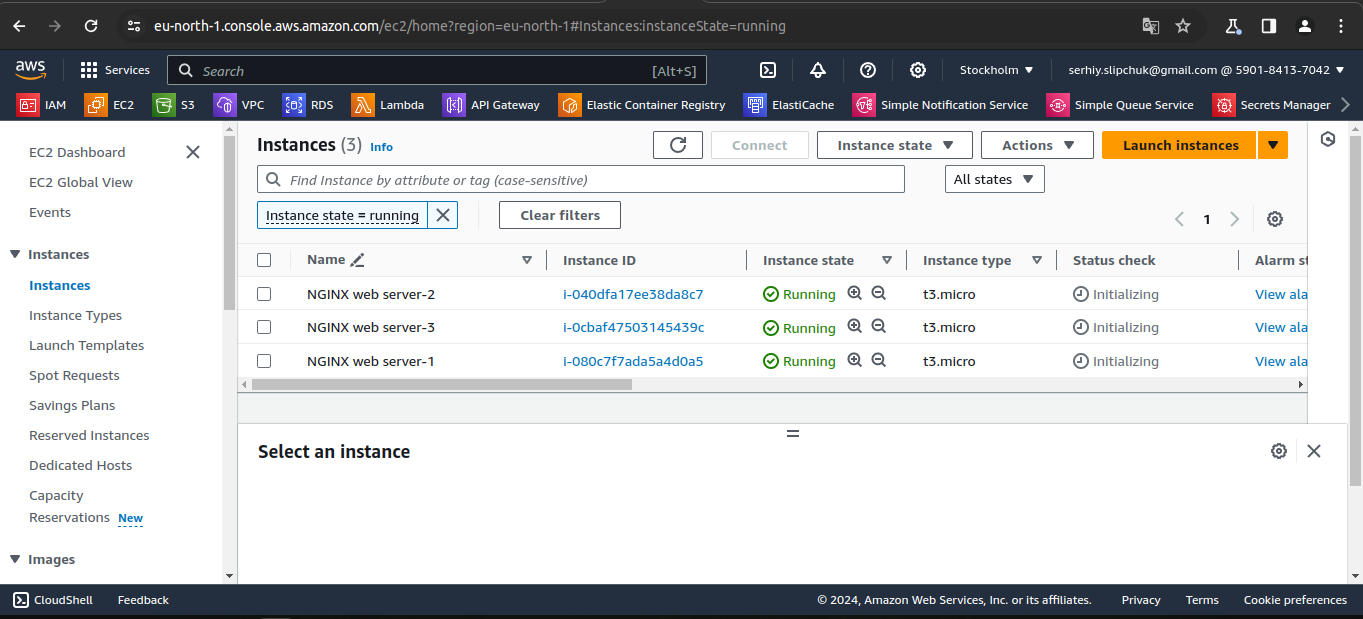 eu-north-1.console.aws.amazon.com/ec2/home?region=eu-north-1#Instances:instanceState=running
aws Services Search [Alt+S] Stockholm serhiy.slipchuk@gmail.com @ 5901-8413-7042
IAM EC2 S3 VPC RDS Lambda API Gateway Elastic Container Registry ElastiCache Simple Notification Service Simple Queue Service Secrets Manager
EC2 Dashboard
EC2 Global View
Events
Instances
Instances
Instance Types
Launch Templates
Spot Requests
Savings Plans
Reserved Instances
Dedicated Hosts
Capacity
Reservations New
Images
Instances (3) Info Connect Instance state Actions Launch instances
Find Instance by attribute or tag (case-sensitive) All states
Instance state = running Clear filters 1
Name Instance ID Instance state Instance type Status check Alarm st
NGINX web server-2 i-040dfa17ee38da8c7 Running t3.micro Initializing View ala
NGINX web server-3 i-0cbaf47503145439c Running t3.micro Initializing View ala
NGINX web server-1 i-080c7f7ada5a4d0a5 Running t3.micro Initializing View ala
Select an instance
CloudShell Feedback © 2024, Amazon Web Services, Inc. or its affiliates. Privacy Terms Cookie preferences